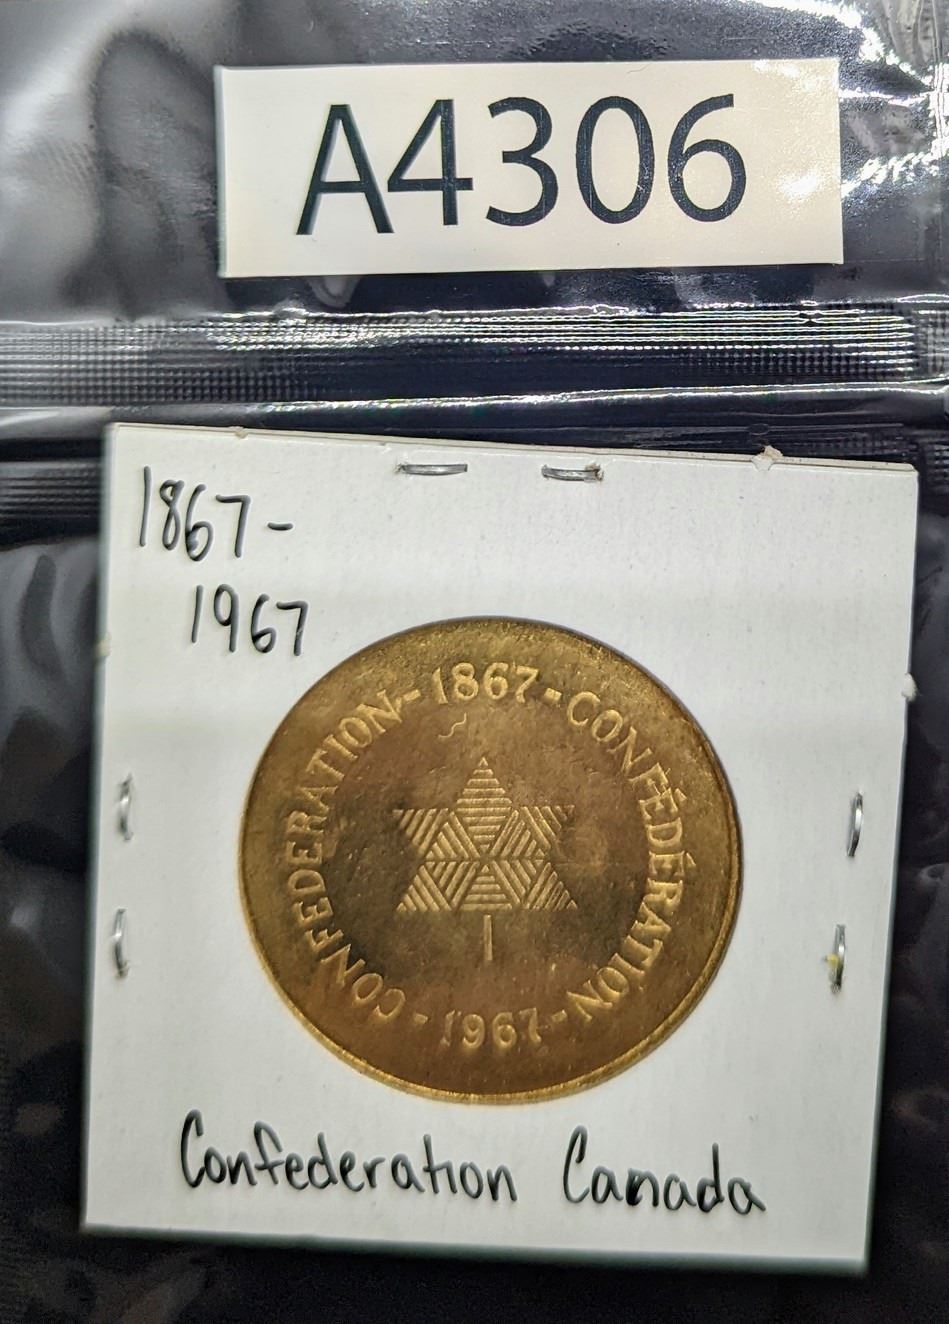 A4306
1867-
1967
CONFEDERATION - 1867 - CONFÉDÉRATION - 1967 -
Confederation Canada